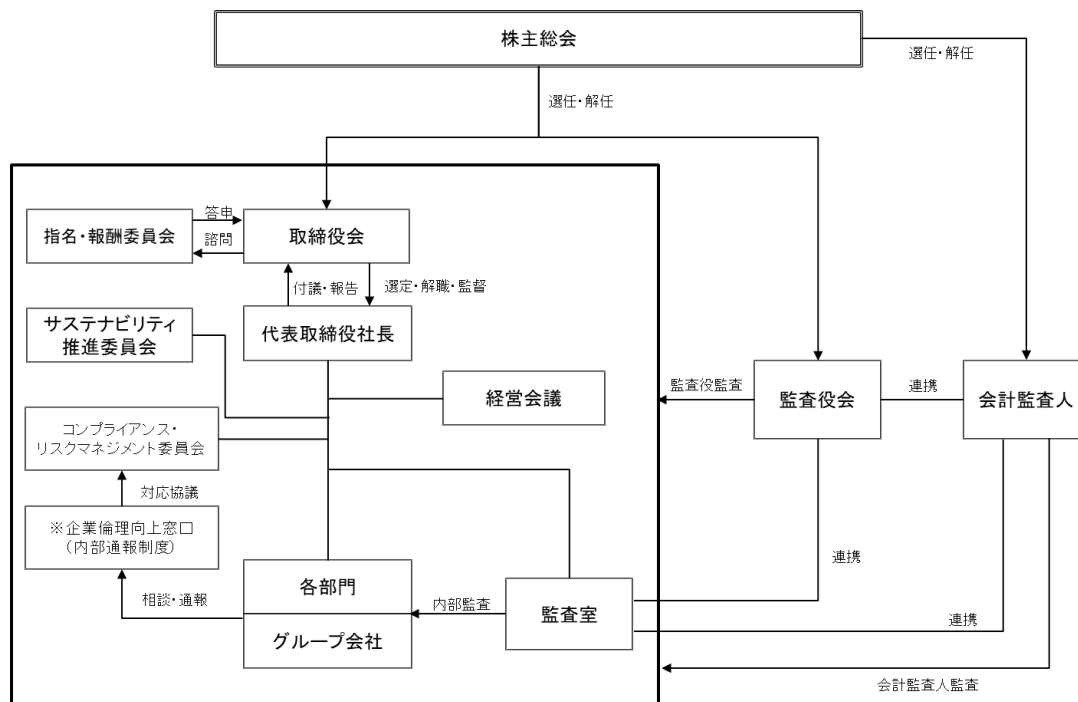 株主総会
選任・解任
選任・解任
答申
指名・報酬委員会
取締役会
諮問
付議・報告
選定・解職・監督
サステナビリティ
推進委員会
代表取締役社長
経営会議
監査役監査
監査役会
連携
会計監査人
コンプライアンス・
リスクマネジメント委員会
対応協議
※企業倫理向上窓口
(内部通報制度)
連携
相談・通報
各部門
グループ会社
内部監査
監査室
連携
会計監査人監査